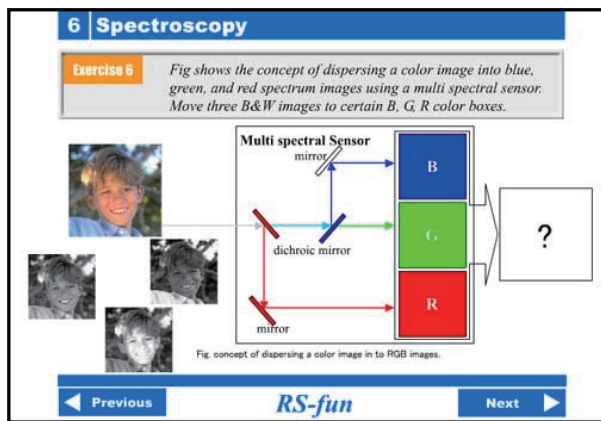 6 Spectroscopy
Exercise 6
Fig shows the concept of dispersing a color image into blue,
green, and red spectrum images using a multi spectral sensor.
Move three B&W images to certain B, G, R color boxes.
Multi spectral Sensor
mirror
B
G
?
dichroic mirror
R
mirror
Fig. concept of dispersing a color image in to RGB images.
Previous
RS-fun
Next